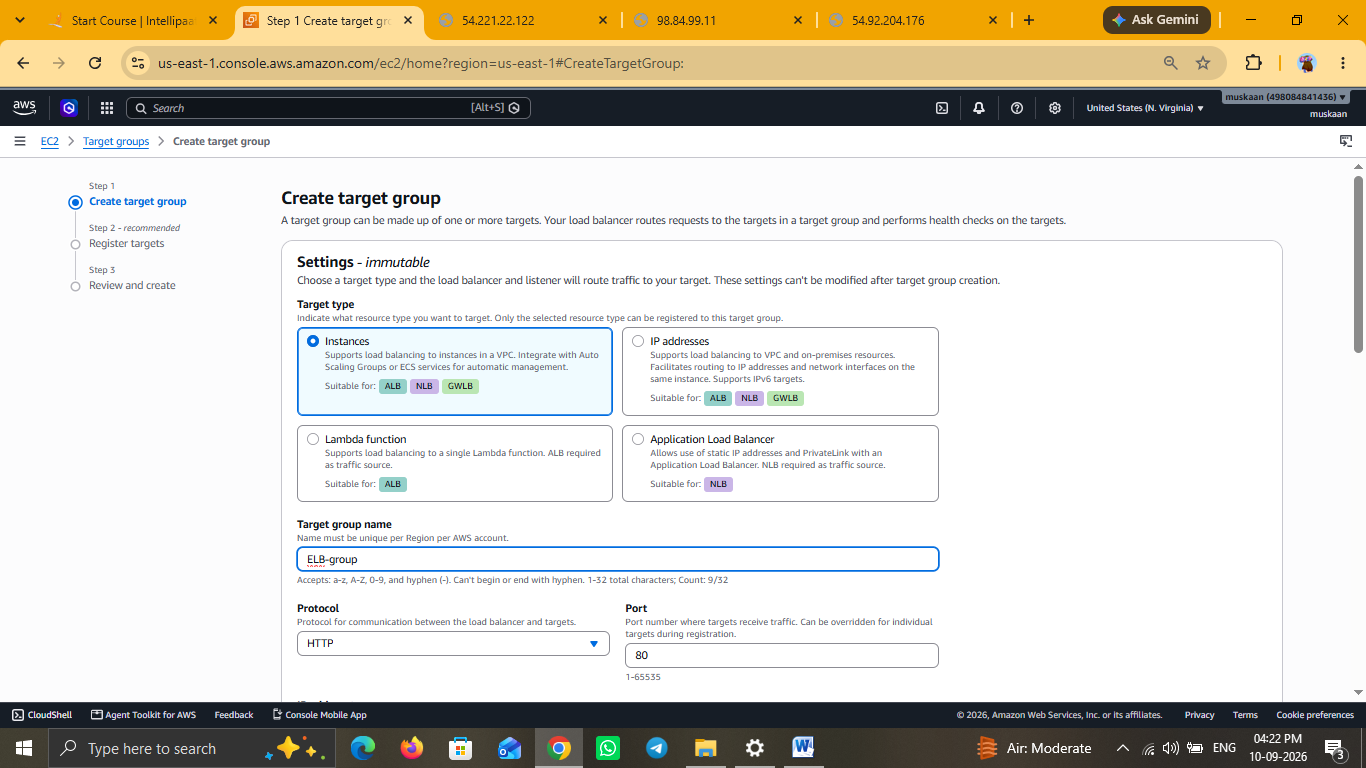 Start Course | Intellipaa
Step 1 Create target gr
54.221.22.122
98.84.99.11
54.92.204.176
Ask Gemini
us-east-1.console.aws.amazon.com/ec2/home?region=us-east-1#CreateTargetGroup:
aws
Search
[Alt+S]
United States (N. Virginia)
muskaan (498084841436)
muskaan
EC2
Target groups
Create target group
Step 1
Create target group
Step 2 - recommended
Register targets
Step 3
Review and create
Create target group
A target group can be made up of one or more targets. Your load balancer routes requests to the targets in a target group and performs health checks on the targets.
Settings - immutable
Choose a target type and the load balancer and listener will route traffic to your target. These settings can't be modified after target group creation.
Target type
Indicate what resource type you want to target. Only the selected resource type can be registered to this target group.
Instances
Supports load balancing to instances in a VPC. Integrate with Auto
Scaling Groups or ECS services for automatic management.
Suitable for: ALB NLB GWLB
IP addresses
Supports load balancing to VPC and on-premises resources.
Facilitates routing to IP addresses and network interfaces on the
same instance. Supports IPv6 targets.
Suitable for: ALB NLB GWLB
Lambda function
Supports load balancing to a single Lambda function. ALB required
as traffic source.
Suitable for: ALB
Application Load Balancer
Allows use of static IP addresses and PrivateLink with an
Application Load Balancer. NLB required as traffic source.
Suitable for: NLB
Target group name
Name must be unique per Region per AWS account.
ELB-group
Accepts: a-z, A-Z, 0-9, and hyphen (-). Can't begin or end with hyphen. 1-32 total characters; Count: 9/32
Protocol
Protocol for communication between the load balancer and targets.
HTTP
Port
Port number where targets receive traffic. Can be overridden for individual
targets during registration.
80
1-65535
CloudShell
Agent Toolkit for AWS
Feedback
Console Mobile App
© 2026, Amazon Web Services, Inc. or its affiliates.
Privacy
Terms
Cookie preferences
Type here to search
Air: Moderate
ENG
04:22 PM
10-09-2026
3